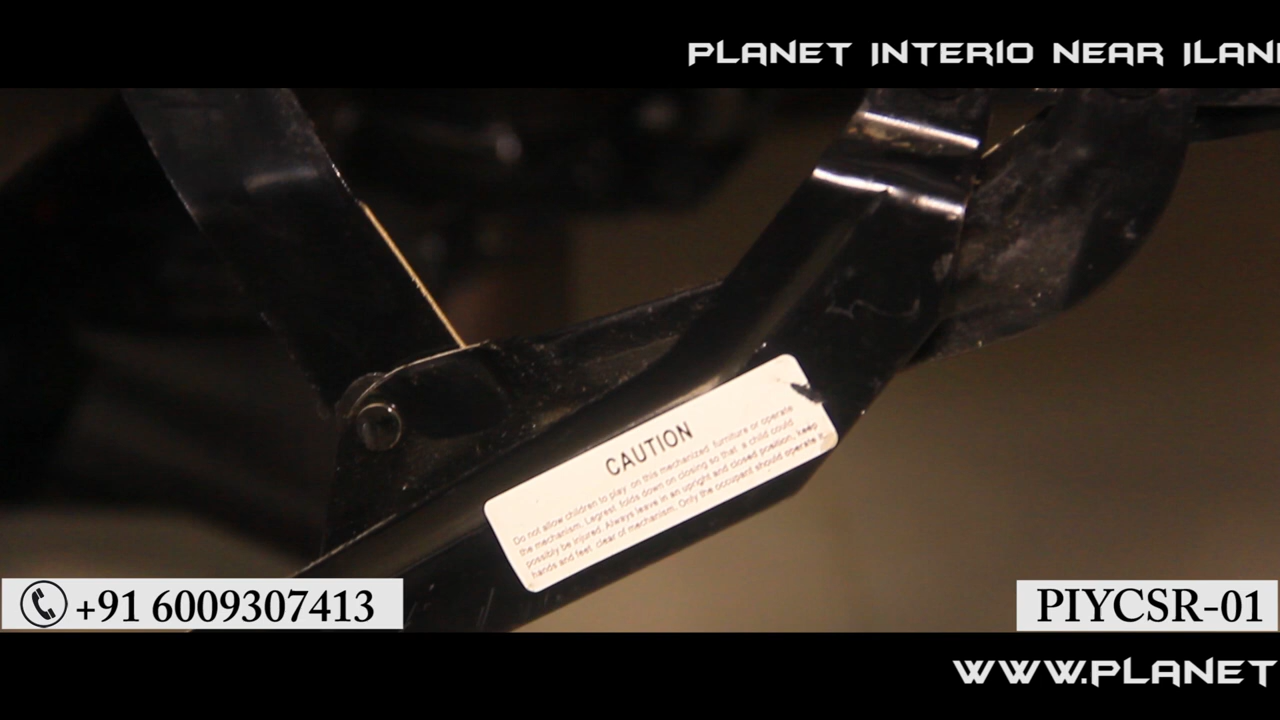 PLANET INTERIO NEAR ILAN
CAUTION
Do not allow children to play on this mechanized furniture or operate
the mechanism. Legrest folds down on closing so that a child could
possibly be injured. Always leave in an upright and closed position, keep
hands and feet clear of mechanism. Only the occupant should operate it.
+91 6009307413
PIYCSR-01
WWW.PLANET